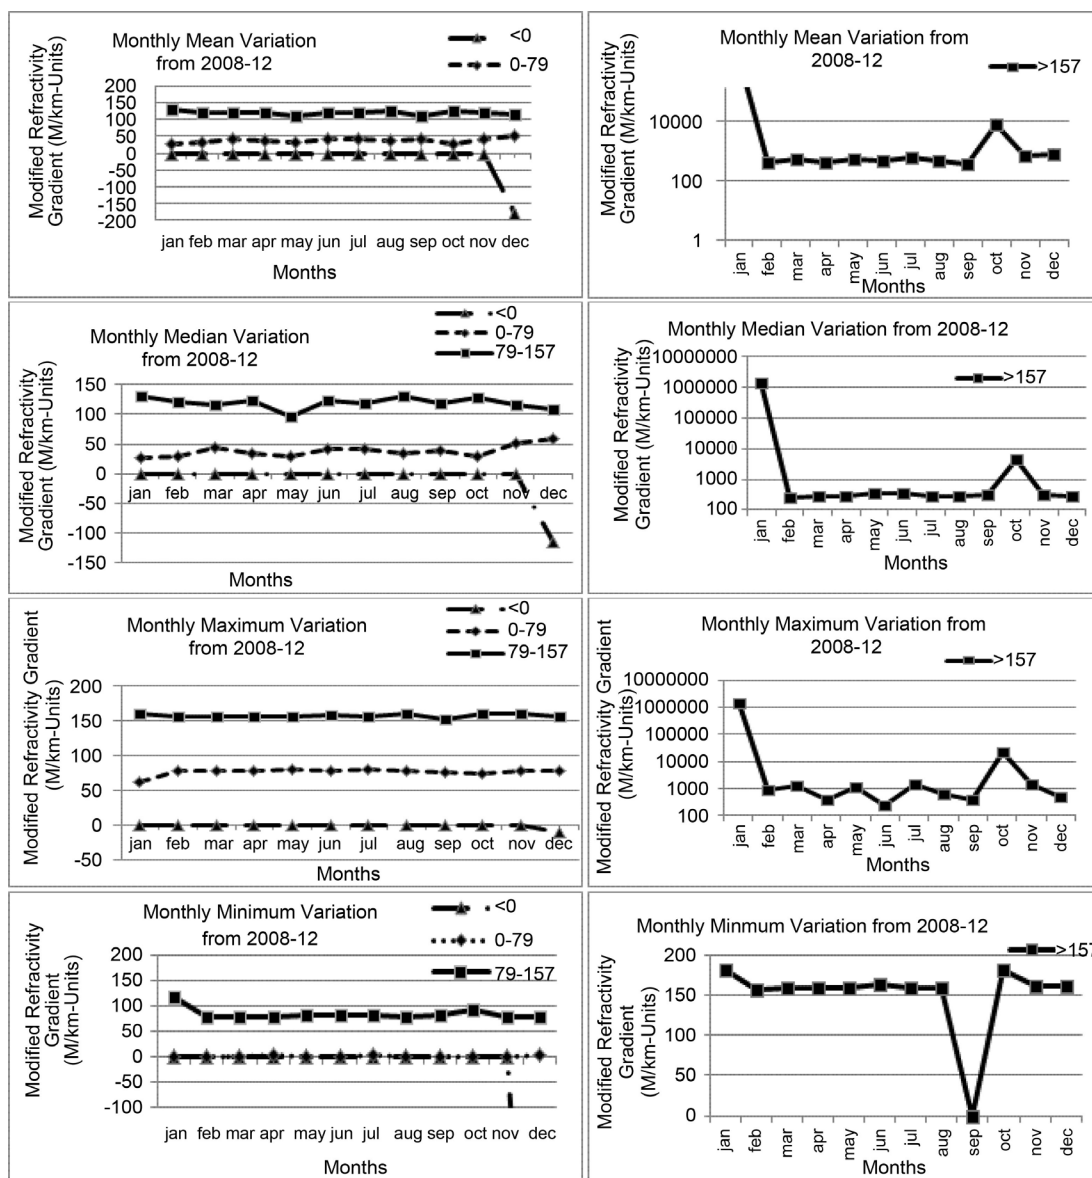 Monthly Mean Variation
from 2008-12
<0
0-79
Modified Refractivity
Gradient (M/km-Units)
200
150
100
50
0
-50
-100
-150
-200
jan feb mar apr may jun jul aug sep oct nov dec
Months
Monthly Mean Variation from
2008-12
>157
Modified Refractivity
Gradient (M/km-Units)
10000
100
1
jan feb mar apr may jun jul aug sep oct nov dec
Months
Monthly Median Variation
from 2008-12
<0
0-79
79-157
Modified Refractivity
Gradient (M/km-Units)
150
100
50
0
-50
-100
-150
jan feb mar apr may jun jul aug sep oct nov dec
Months
Monthly Median Variation from 2008-12
>157
Modified Refractivity
Gradient (M/km-Units)
10000000
1000000
100000
10000
1000
100
jan feb mar apr may jun jul aug sep oct nov dec
Months
Monthly Maximum Variation
from 2008-12
<0
0-79
79-157
Modified Refractivity Gradient
(M/km-Units)
200
150
100
50
0
-50
jan feb mar apr may jun jul aug sep oct nov dec
Months
Monthly Maximum Variation from
2008-12
>157
Modified Refractivity Gradient
(M/km-Units)
10000000
1000000
100000
10000
1000
100
jan feb mar apr may jun jul aug sep oct nov dec
Months
Monthly Minimum Variation
from 2008-12
<0
0-79
79-157
Modified Refractivity
Gradient
(M/km-Units)
200
150
100
50
0
-50
-100
jan feb mar apr may jun jul aug sep oct nov dec
Months
Monthly Minmum Variation from 2008-12
>157
Modified Refractivity
Gradient
(M/km-Units)
200
150
100
50
0
jan feb mar apr may jun jul aug sep oct nov dec
Months